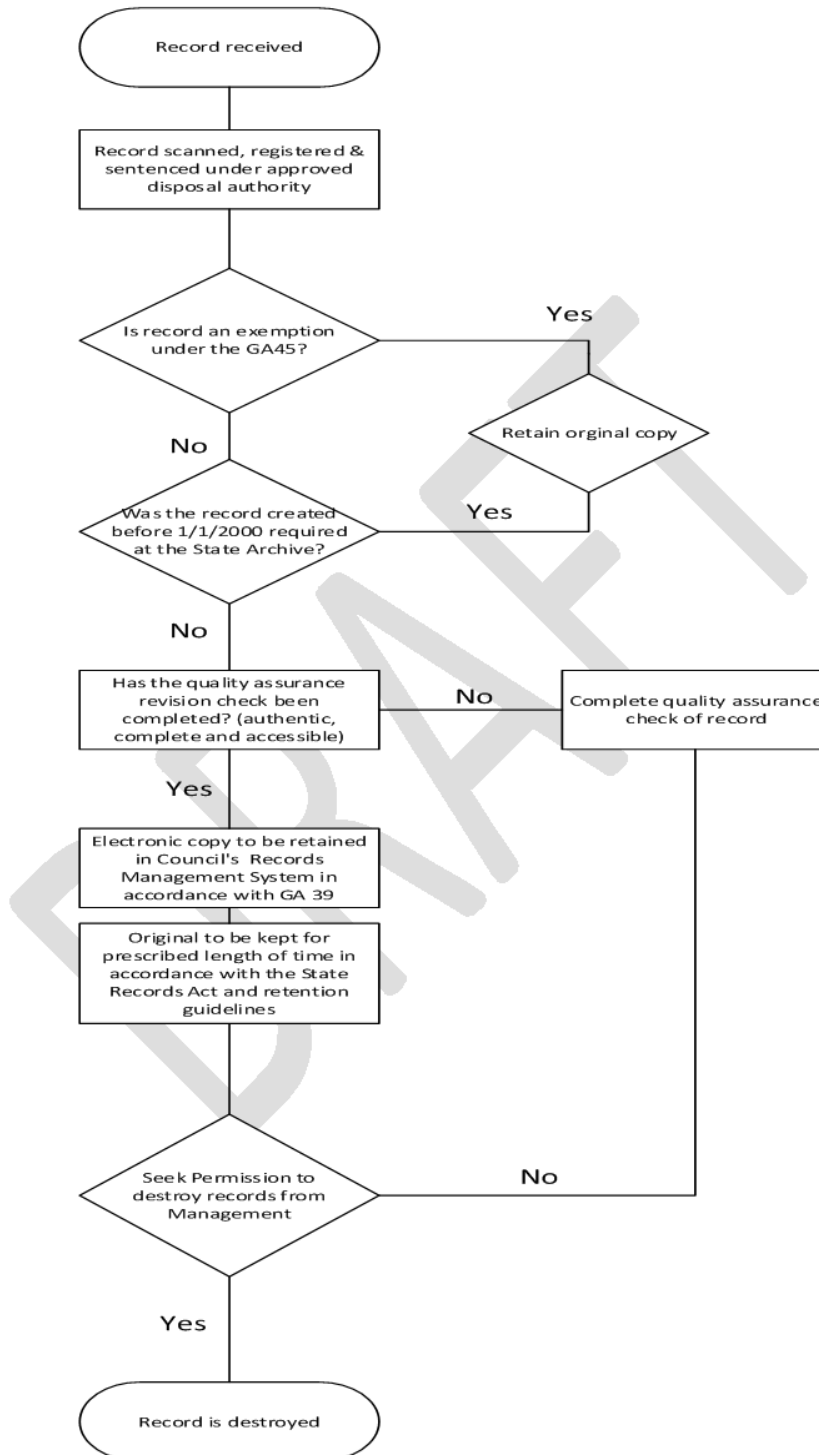 Record received
Record scanned, registered &
sentenced under approved
disposal authority
Is record an exemption
under the GA45?
Yes
Retain orginal copy
No
Was the record created
before 1/1/2000 required
at the State Archive?
Yes
No
Has the quality assurance
revision check been
completed? (authentic,
complete and accessible)
No
Complete quality assurance
check of record
Yes
Electronic copy to be retained
in Council's Records
Management System in
accordance with GA 39
Original to be kept for
prescribed length of time in
accordance with the State
Records Act and retention
guidelines
Seek Permission to
destroy records from
Management
No
Yes
Record is destroyed
DRAFT